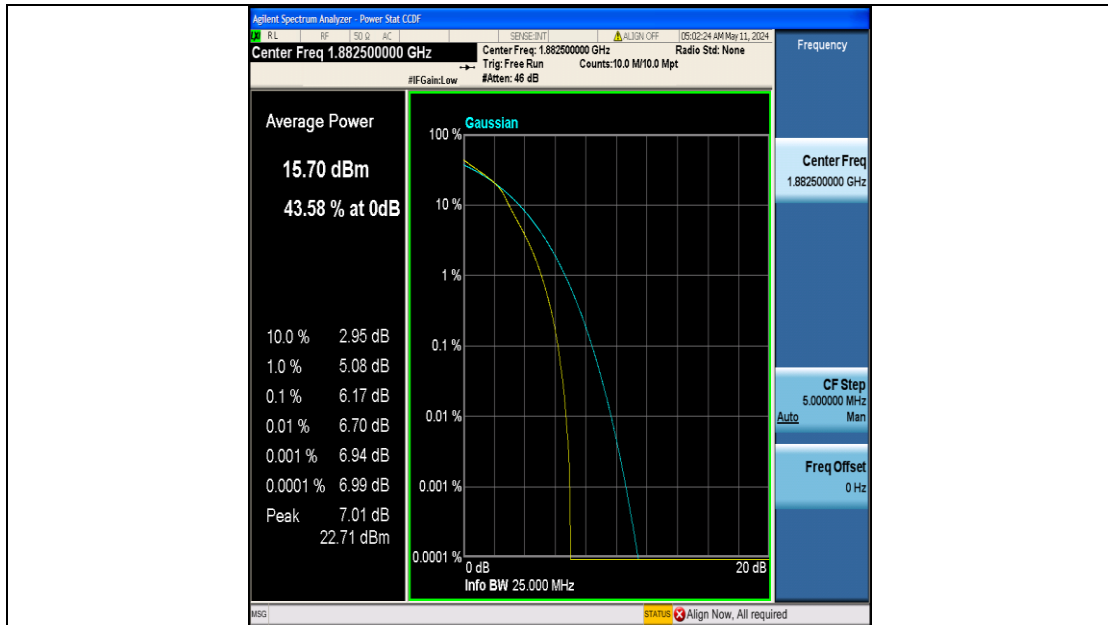 Agilent Spectrum Analyzer - Power Stat CCDF
RL RF 50 Ω AC SENSE:INT ALIGN OFF 05:02:24 AM May 11, 2024
Center Freq 1.882500000 GHz
Center Freq: 1.882500000 GHz Radio Std: None
Trig: Free Run Counts:10.0 M/10.0 Mpt
#IFGain:Low #Atten: 46 dB
Frequency
Average Power
15.70 dBm
43.58 % at 0dB
10.0 % 2.95 dB
1.0 % 5.08 dB
0.1 % 6.17 dB
0.01 % 6.70 dB
0.001 % 6.94 dB
0.0001 % 6.99 dB
Peak 7.01 dB
22.71 dBm
Gaussian
100 %
10 %
1 %
0.1 %
0.01 %
0.001 %
0.0001 %
0 dB 20 dB
Info BW 25.000 MHz
Center Freq
1.882500000 GHz
CF Step
5.000000 MHz
Auto Man
Freq Offset
0 Hz
MSG STATUS Align Now, All required